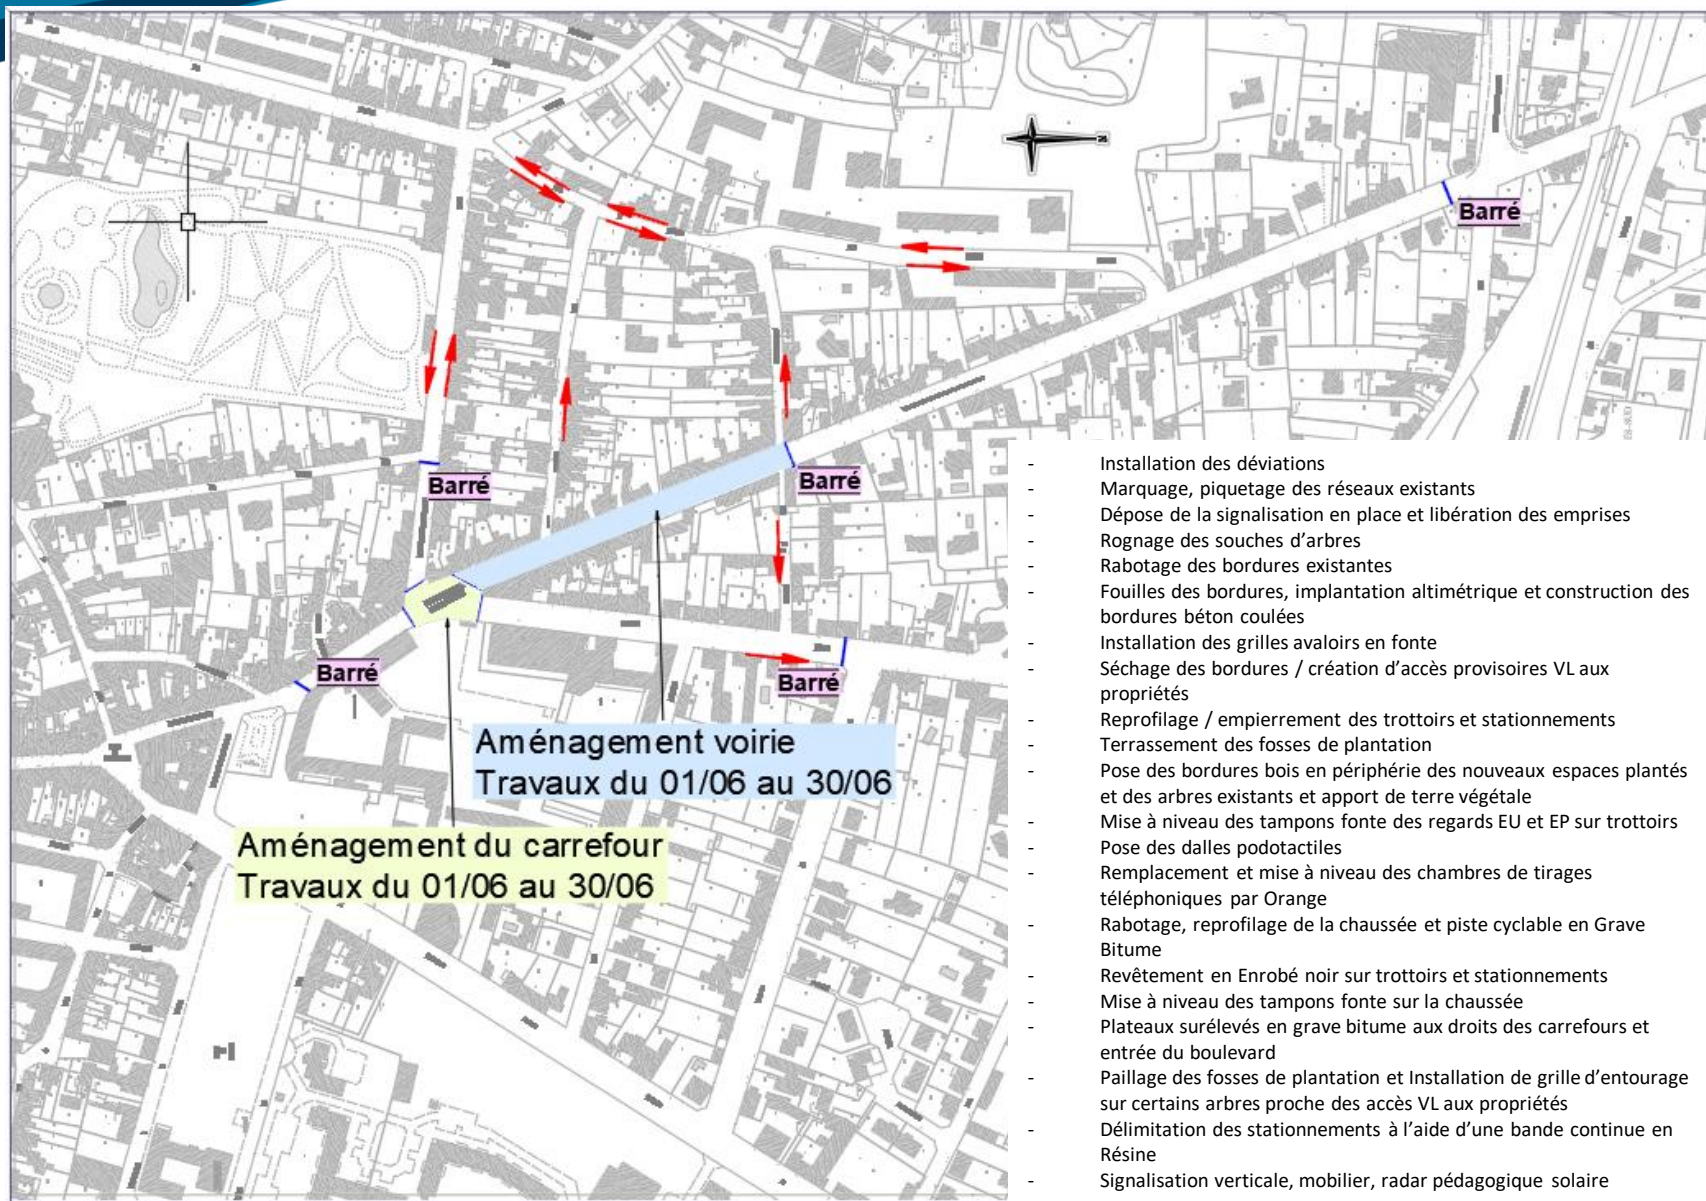 N
Barré
Barré
Barré
Barré
Barré
Aménagement voirie
Travaux du 01/06 au 30/06
Aménagement du carrefour
Travaux du 01/06 au 30/06
- Installation des déviations
- Marquage, piquetage des réseaux existants
- Dépose de la signalisation en place et libération des emprises
- Rognage des souches d’arbres
- Rabotage des bordures existantes
- Fouilles des bordures, implantation altimétrique et construction des
bordures béton coulées
- Installation des grilles avaloirs en fonte
- Séchage des bordures / création d’accès provisoires VL aux
propriétés
- Reprofilage / empierrement des trottoirs et stationnements
- Terrassement des fosses de plantation
- Pose des bordures bois en périphérie des nouveaux espaces plantés
et des arbres existants et apport de terre végétale
- Mise à niveau des tampons fonte des regards EU et EP sur trottoirs
- Pose des dalles podotactiles
- Remplacement et mise à niveau des chambres de tirages
téléphoniques par Orange
- Rabotage, reprofilage de la chaussée et piste cyclable en Grave
Bitume
- Revêtement en Enrobé noir sur trottoirs et stationnements
- Mise à niveau des tampons fonte sur la chaussée
- Plateaux surélevés en grave bitume aux droits des carrefours et
entrée du boulevard
- Paillage des fosses de plantation et Installation de grille d’entourage
sur certains arbres proche des accès VL aux propriétés
- Délimitation des stationnements à l’aide d’une bande continue en
Résine
- Signalisation verticale, mobilier, radar pédagogique solaire